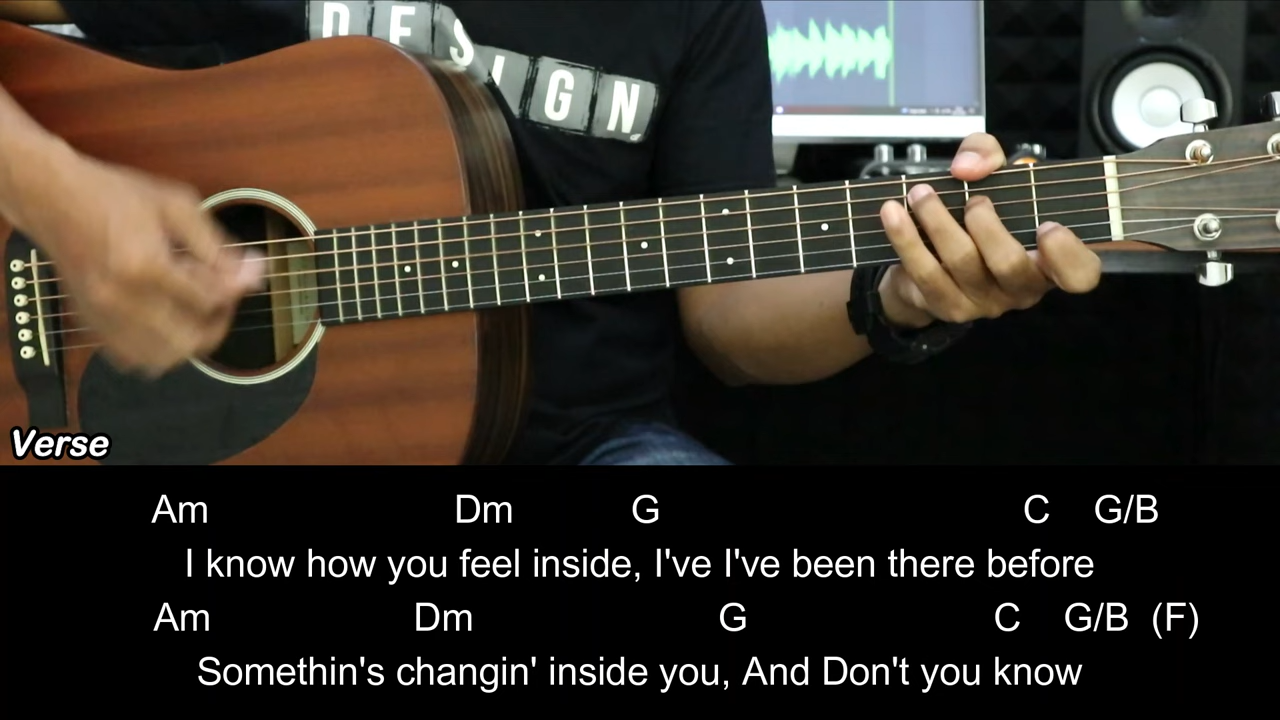 DESIGN
Verse
Am Dm G C G/B
I know how you feel inside, I've I've been there before
Am Dm G C G/B (F)
Somethin's changin' inside you, And Don't you know